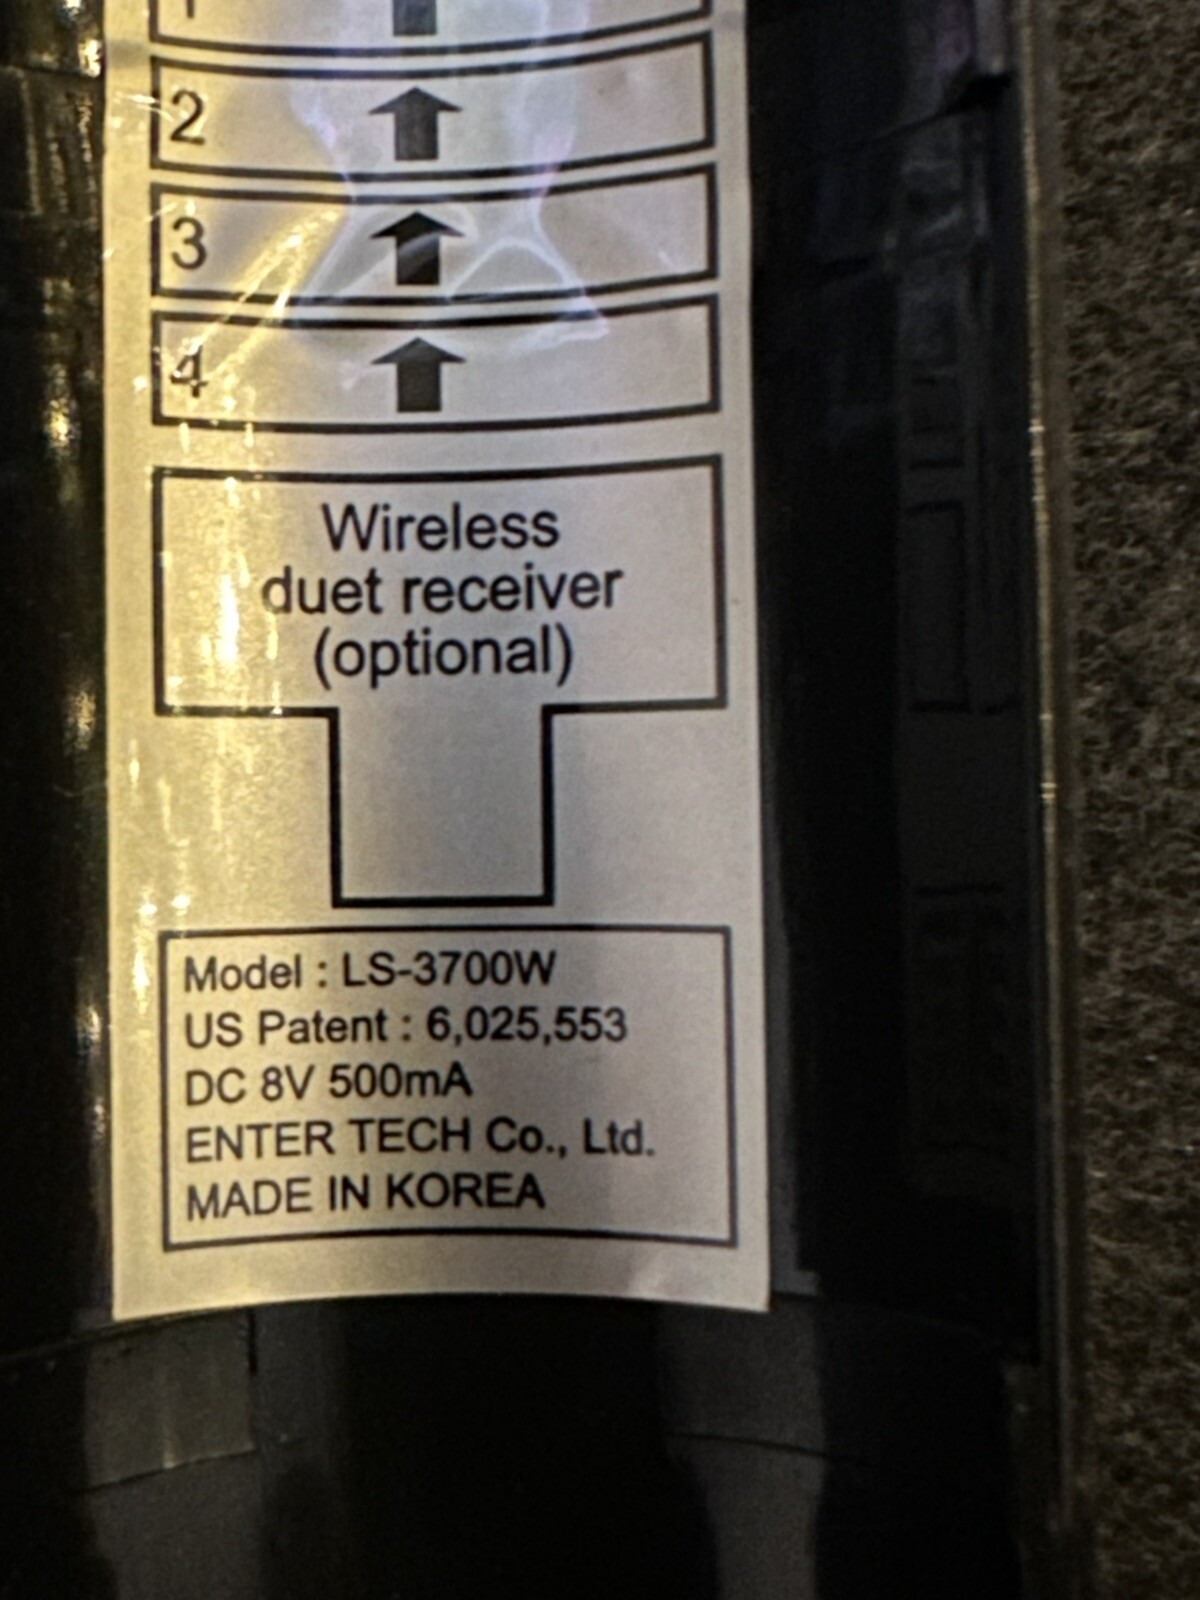 1
2
3
4
Wireless
duet receiver
(optional)
Model : LS-3700W
US Patent : 6,025,553
DC 8V 500mA
ENTER TECH Co., Ltd.
MADE IN KOREA